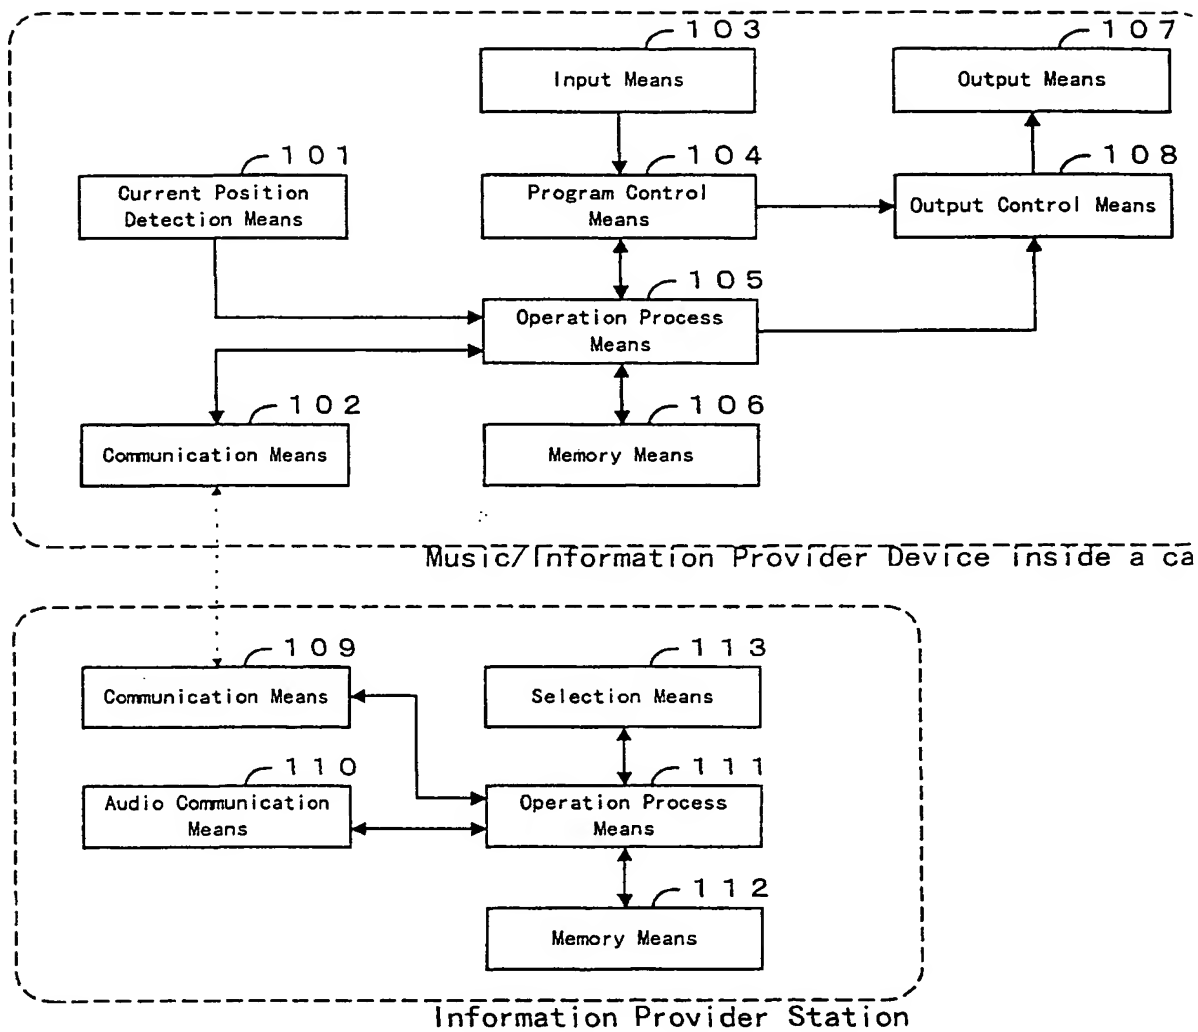 103
107
Input Means
Output Means
101
104
108
Current Position
Detection Means
Program Control
Means
Output Control Means
105
Operation Process
Means
102
106
Communication Means
Memory Means
Music/Information Provider Device inside a ca
109
113
Communication Means
Selection Means
110
111
Audio Communication
Means
Operation Process
Means
112
Memory Means
Information Provider Station